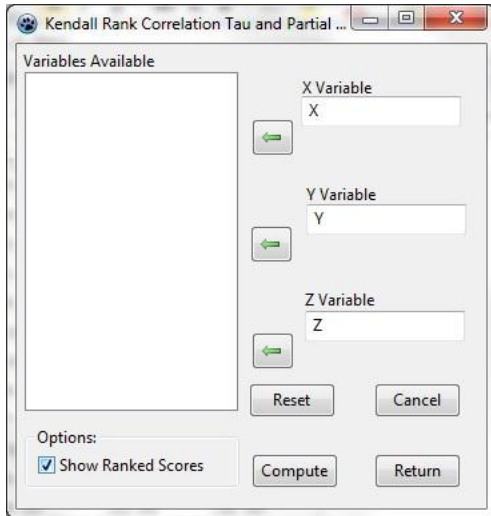 Kendall Rank Correlation Tau and Partial ...
Variables Available
X Variable
X
Y Variable
Y
Z Variable
Z
Reset
Cancel
Options:
Show Ranked Scores
Compute
Return